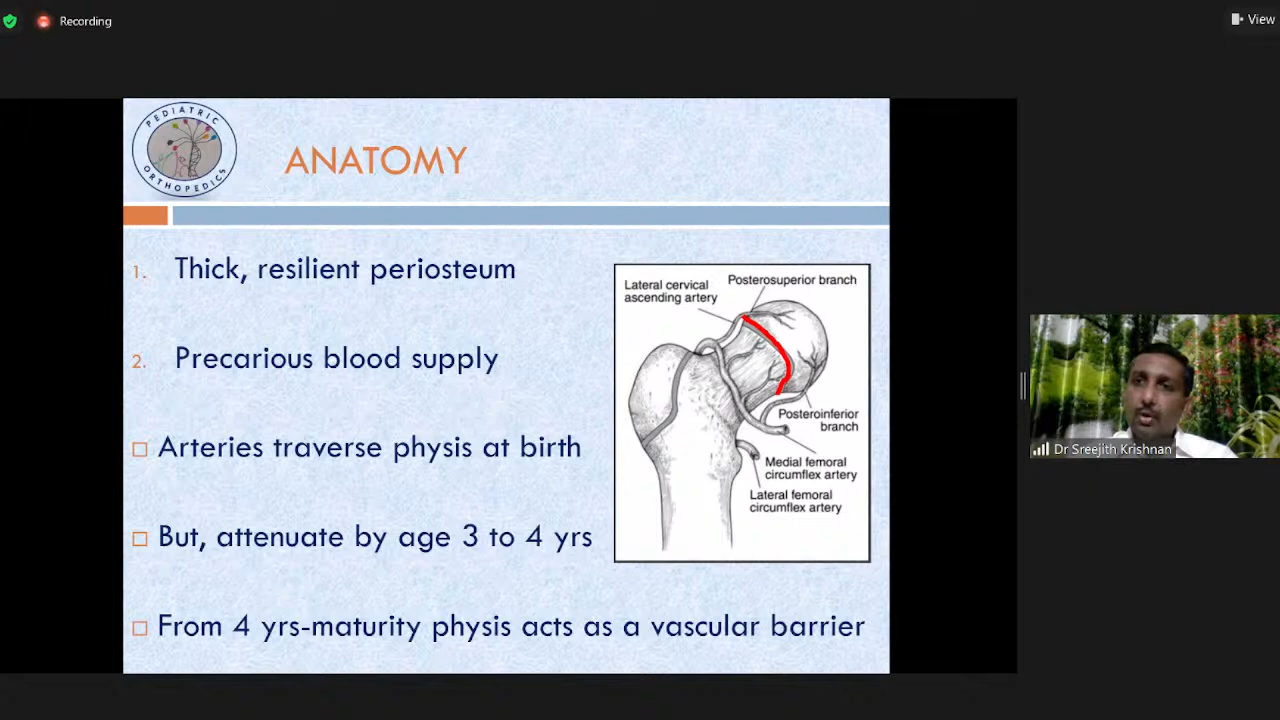 Recording
View
PEDIATRIC
ORTHOPEDICS
ANATOMY
1. Thick, resilient periosteum
2. Precarious blood supply
□ Arteries traverse physis at birth
□ But, attenuate by age 3 to 4 yrs
□ From 4 yrs-maturity physis acts as a vascular barrier
Lateral cervical
ascending artery
Posterosuperior branch
Posteroinferior
branch
Medial femoral
circumflex artery
Lateral femoral
circumflex artery
Dr Sreejith Krishnan